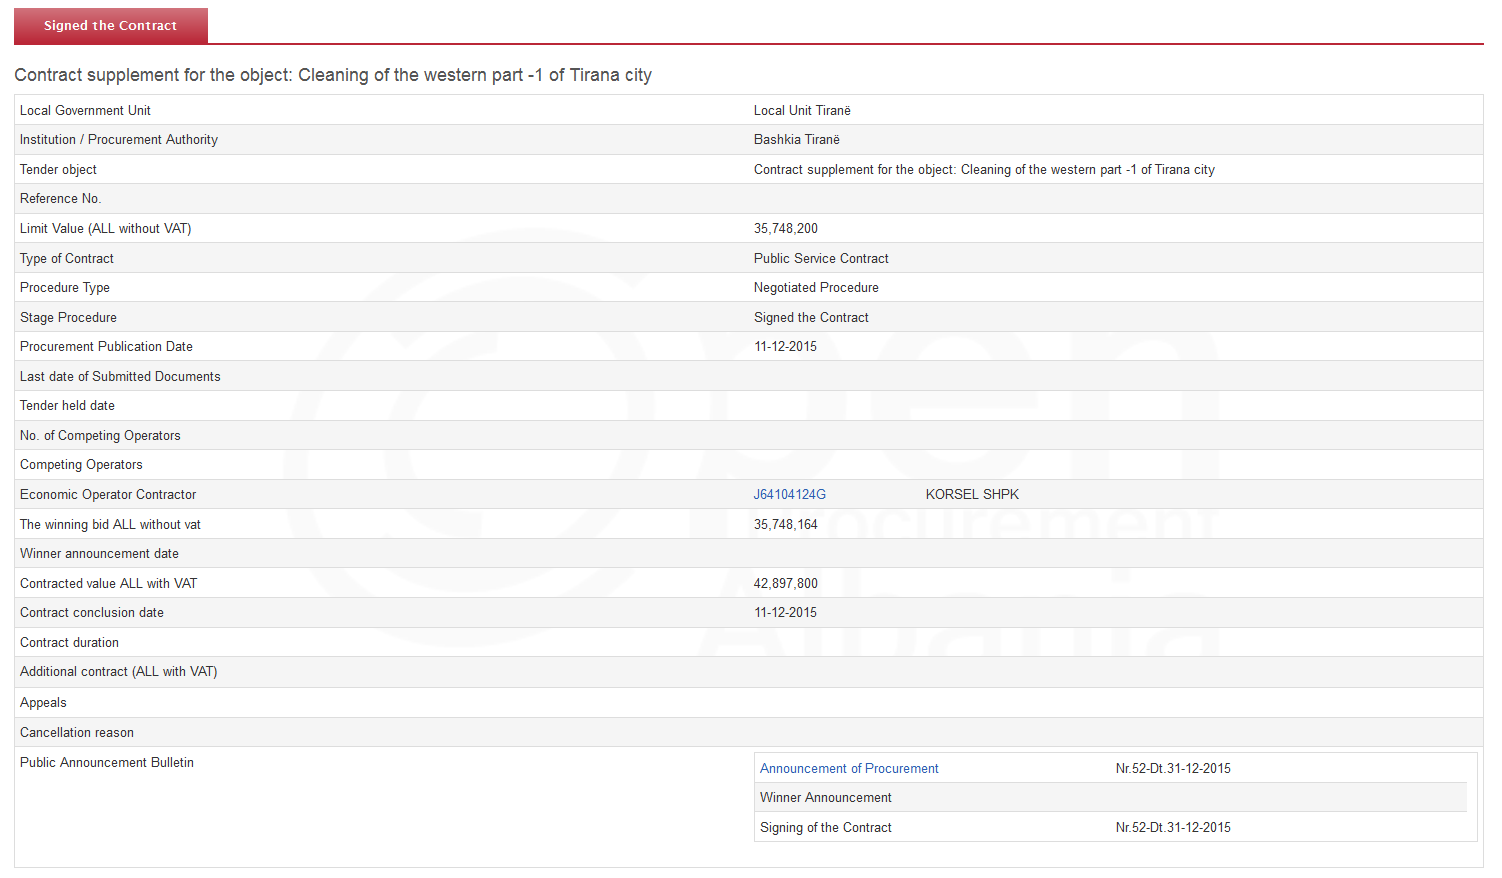 Signed the Contract
Contract supplement for the object: Cleaning of the western part -1 of Tirana city
Local Government Unit Local Unit Tiranë
Institution / Procurement Authority Bashkia Tiranë
Tender object Contract supplement for the object: Cleaning of the western part -1 of Tirana city
Reference No.
Limit Value (ALL without VAT) 35,748,200
Type of Contract Public Service Contract
Procedure Type Negotiated Procedure
Stage Procedure Signed the Contract
Procurement Publication Date 11-12-2015
Last date of Submitted Documents
Tender held date
No. of Competing Operators
Competing Operators
Economic Operator Contractor J64104124G KORSEL SHPK
The winning bid ALL without vat 35,748,164
Winner announcement date
Contracted value ALL with VAT 42,897,800
Contract conclusion date 11-12-2015
Contract duration
Additional contract (ALL with VAT)
Appeals
Cancellation reason
Public Announcement Bulletin
Announcement of Procurement Nr.52-Dt.31-12-2015
Winner Announcement
Signing of the Contract Nr.52-Dt.31-12-2015
Open
Procurement
Albania